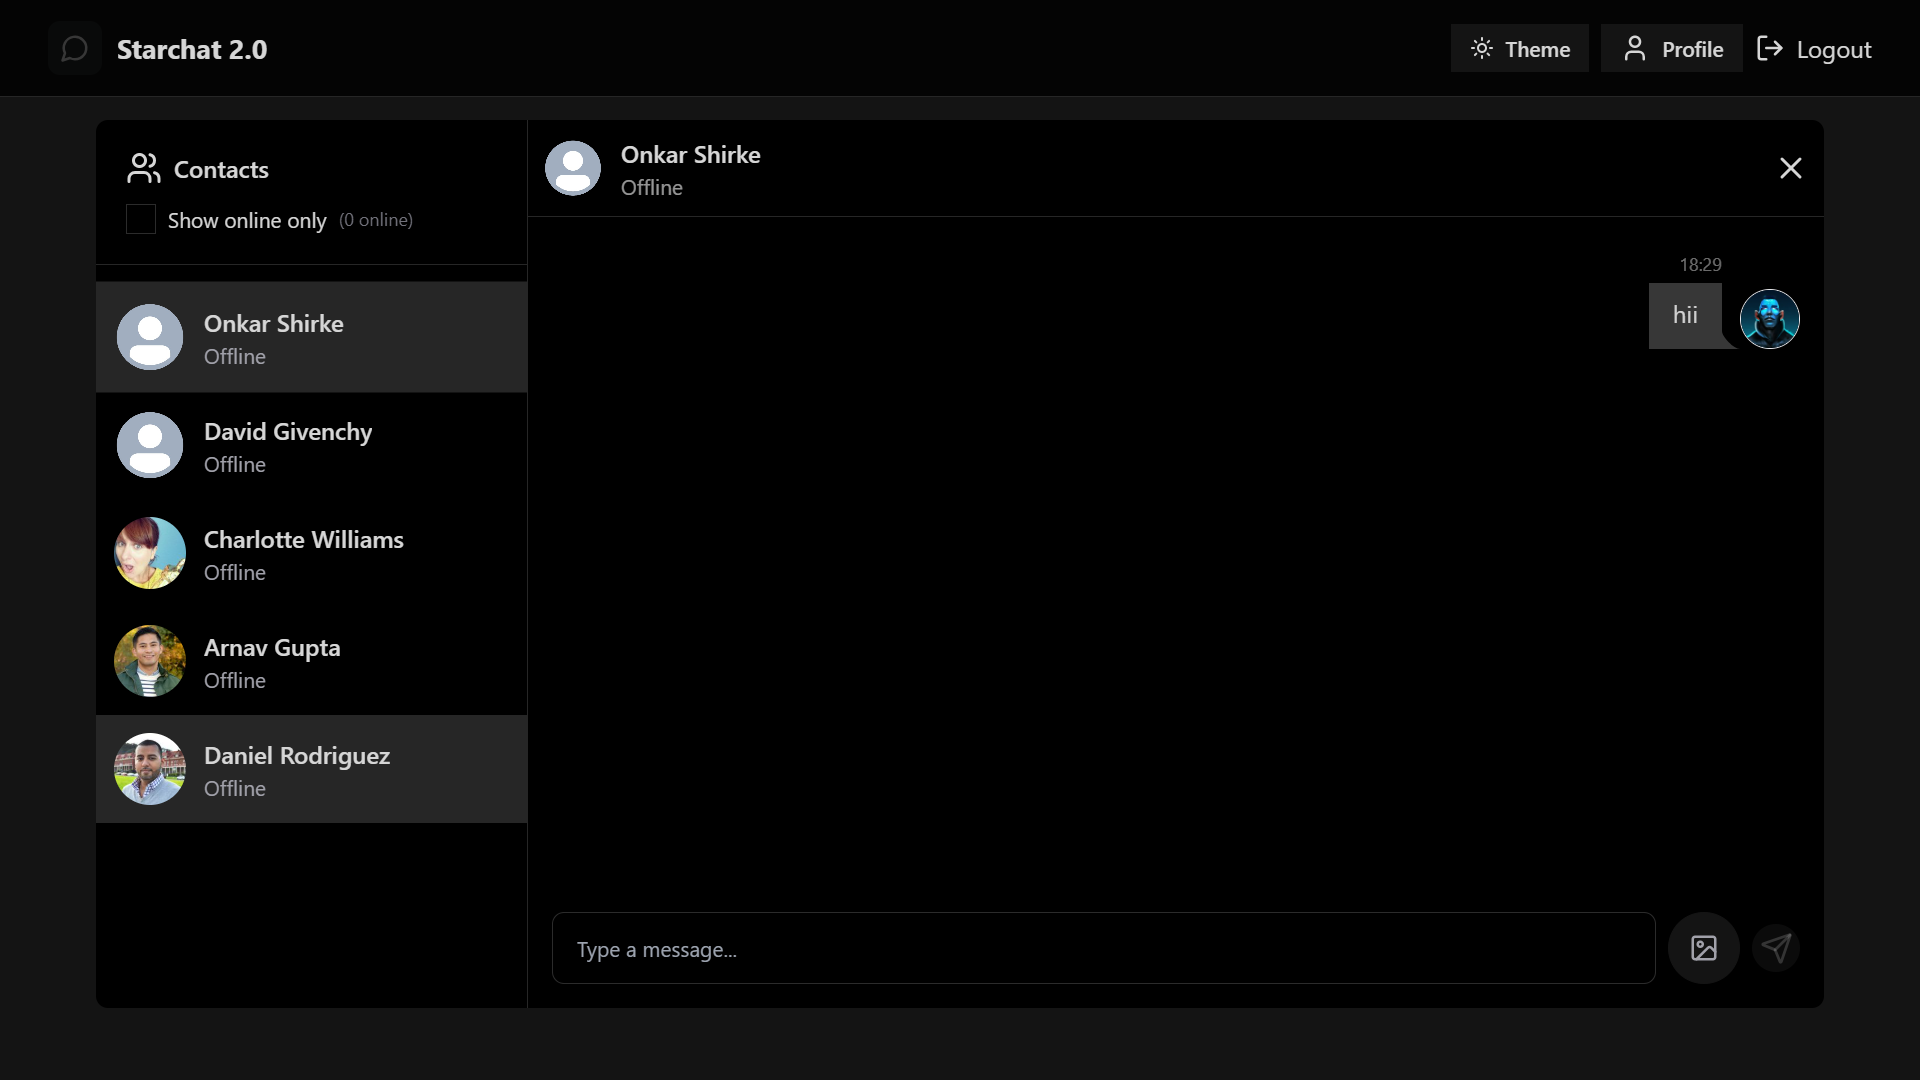 Starchat 2.0
Theme
Profile
Logout
Contacts
Show online only (0 online)
Onkar Shirke
Offline
David Givenchy
Offline
Charlotte Williams
Offline
Arnav Gupta
Offline
Daniel Rodriguez
Offline
Onkar Shirke
Offline
18:29
hii
Type a message...